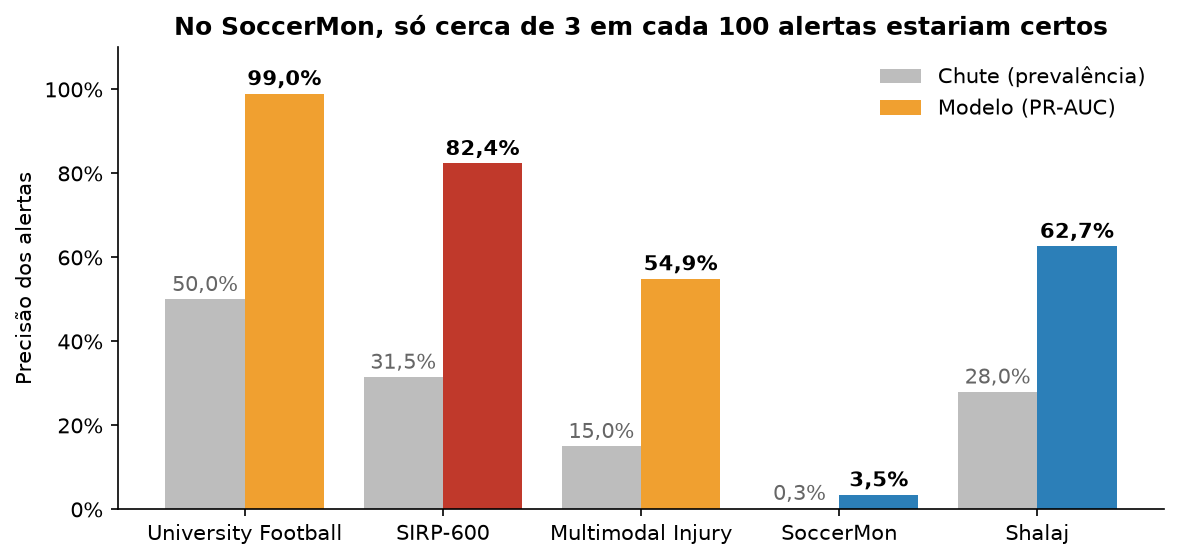 No SoccerMon, só cerca de 3 em cada 100 alertas estariam certos
Chute (prevalência)
Modelo (PR-AUC)
Precisão dos alertas
100%
80%
60%
40%
20%
0%
50,0%
99,0%
31,5%
82,4%
15,0%
54,9%
0,3%
3,5%
28,0%
62,7%
University Football
SIRP-600
Multimodal Injury
SoccerMon
Shalaj